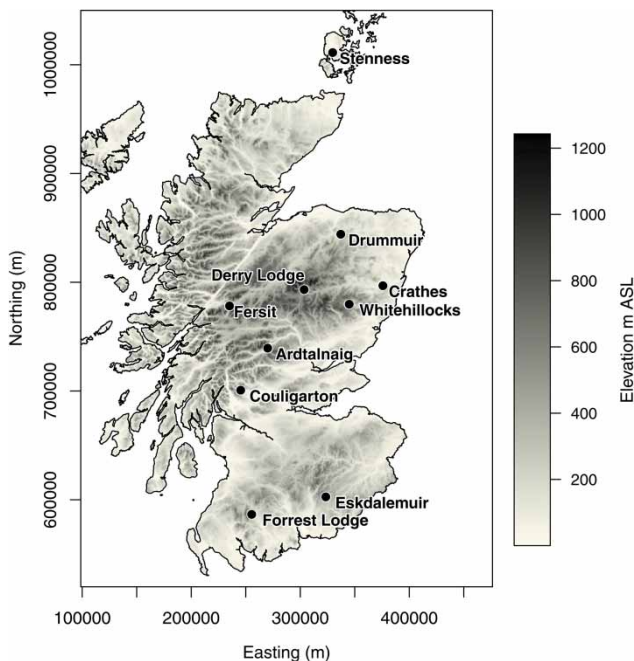 Stenness
Drummuir
Derry Lodge
Crathes
Fersit
Whitehillocks
Ardtalnaig
Couligarton
Eskdalemuir
Forrest Lodge
Northing (m)
1000000
900000
800000
700000
600000
100000
200000
300000
400000
Easting (m)
1200
1000
800
600
400
200
Elevation m ASL